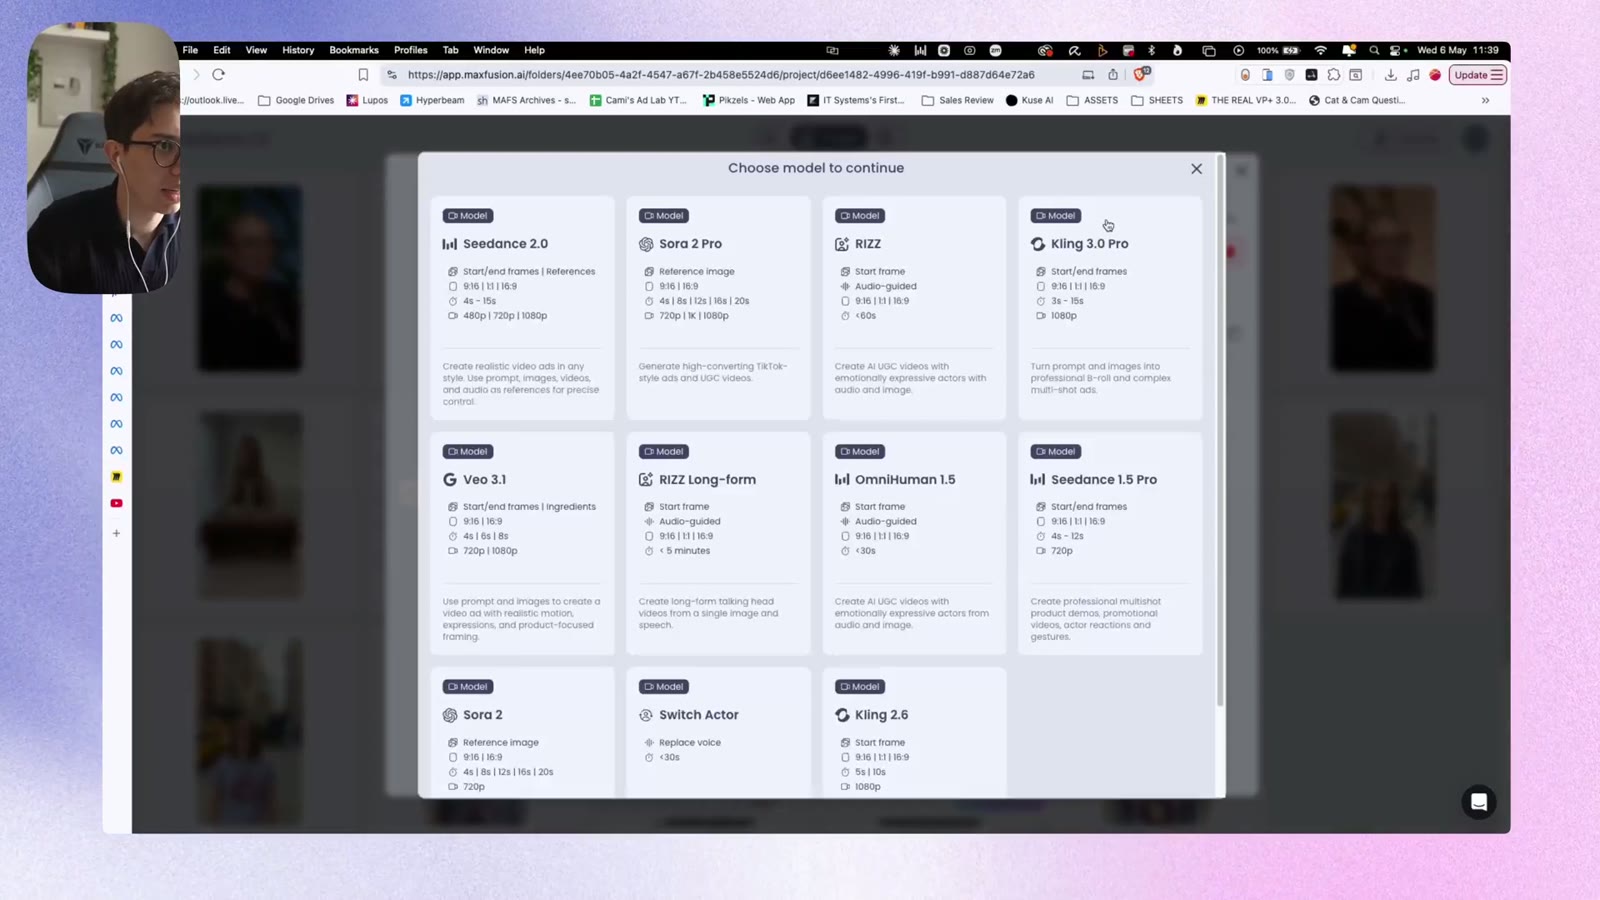 File Edit View History Bookmarks Profiles Tab Window Help
100% Wed 6 May 11:39
https://app.maxfusion.ai/folders/4ee70b05-4a2f-4547-a67f-2b458e5524d6/project/d6ee1482-4996-419f-b991-d887d64e72a6
Update
://outlook.live... Google Drives Lupos Hyperbeam MAFS Archives - s... Cami's Ad Lab YT... Pikzels - Web App IT Systems's First... Sales Review Kuse AI ASSETS SHEETS THE REAL VP+ 3.0... Cat & Cam Questi...
Choose model to continue
Model
Seedance 2.0
Start/end frames | References
9:16 | 1:1 | 16:9
4s - 15s
480p | 720p | 1080p
Create realistic video ads in any
style. Use prompt, images, videos,
and audio as references for precise
control.
Model
Sora 2 Pro
Reference image
9:16 | 16:9
4s | 8s | 12s | 16s | 20s
720p | 1K | 1080p
Generate high-converting TikTok-
style ads and UGC videos.
Model
RIZZ
Start frame
Audio-guided
9:16 | 1:1 | 16:9
<60s
Create AI UGC videos with
emotionally expressive actors with
audio and image.
Model
Kling 3.0 Pro
Start/end frames
9:16 | 1:1 | 16:9
3s - 15s
1080p
Turn prompt and images into
professional B-roll and complex
multi-shot ads.
Model
Veo 3.1
Start/end frames | Ingredients
9:16 | 16:9
4s | 6s | 8s
720p | 1080p
Use prompt and images to create a
video ad with realistic motion,
expressions, and product-focused
framing.
Model
RIZZ Long-form
Start frame
Audio-guided
9:16 | 1:1 | 16:9
< 5 minutes
Create long-form talking head
videos from a single image and
speech.
Model
OmniHuman 1.5
Start frame
Audio-guided
9:16 | 1:1 | 16:9
<30s
Create AI UGC videos with
emotionally expressive actors from
audio and image.
Model
Seedance 1.5 Pro
Start/end frames
9:16 | 1:1 | 16:9
4s - 12s
720p
Create professional multishot
product demos, promotional
videos, actor reactions and
gestures.
Model
Sora 2
Reference image
9:16 | 16:9
4s | 8s | 12s | 16s | 20s
720p
Model
Switch Actor
Replace voice
<30s
Model
Kling 2.6
Start frame
9:16 | 1:1 | 16:9
5s | 10s
1080p